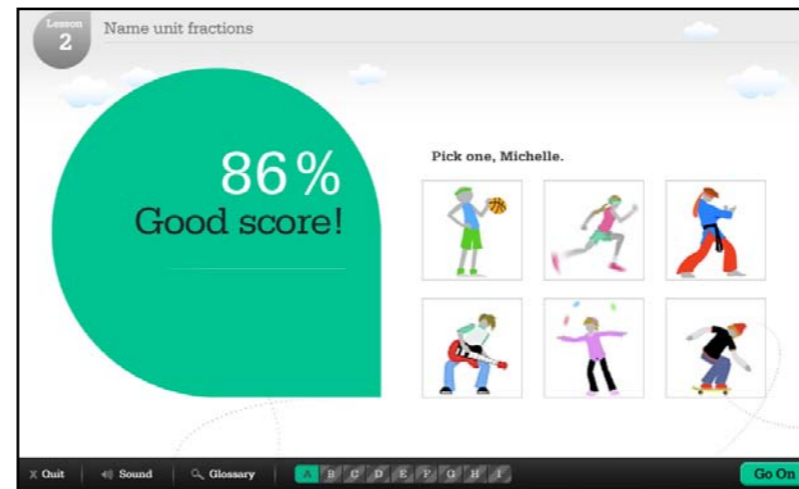 Lesson
2
Name unit fractions
86%
Good score!
Pick one, Michelle.
X Quit
Sound
Glossary
A B C D E F G H I
Go On